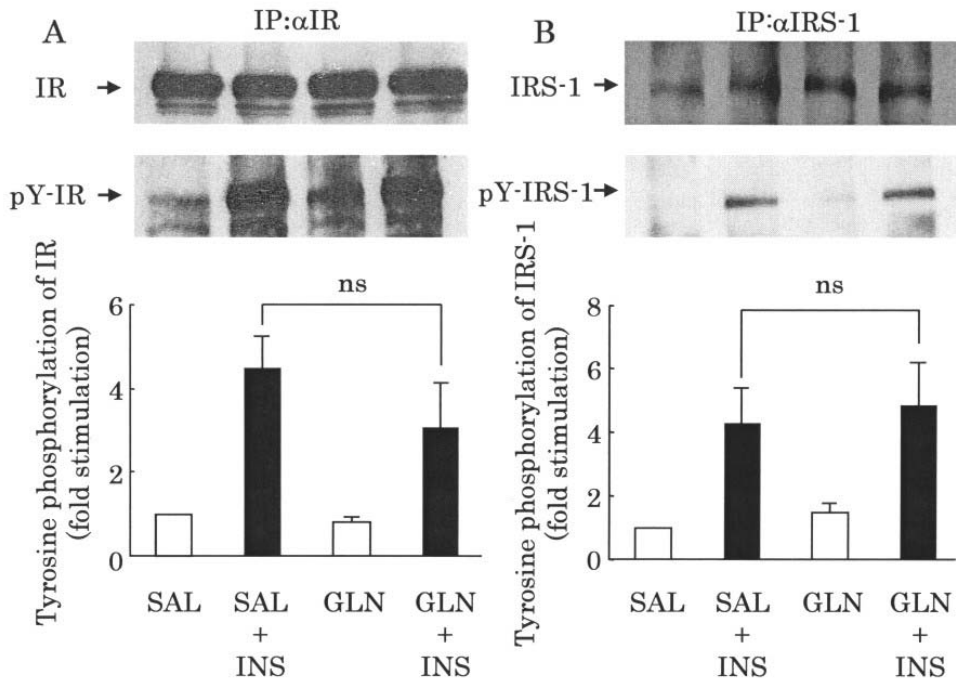 A
IP:αIR
IR
pY-IR
Tyrosine phosphorylation of IR
(fold stimulation)
6
4
2
0
ns
SAL
SAL
+
INS
GLN
GLN
+
INS
B
IP:αIRS-1
IRS-1
pY-IRS-1
Tyrosine phosphorylation of IRS-1
(fold stimulation)
8
6
4
2
0
ns
SAL
SAL
+
INS
GLN
GLN
+
INS